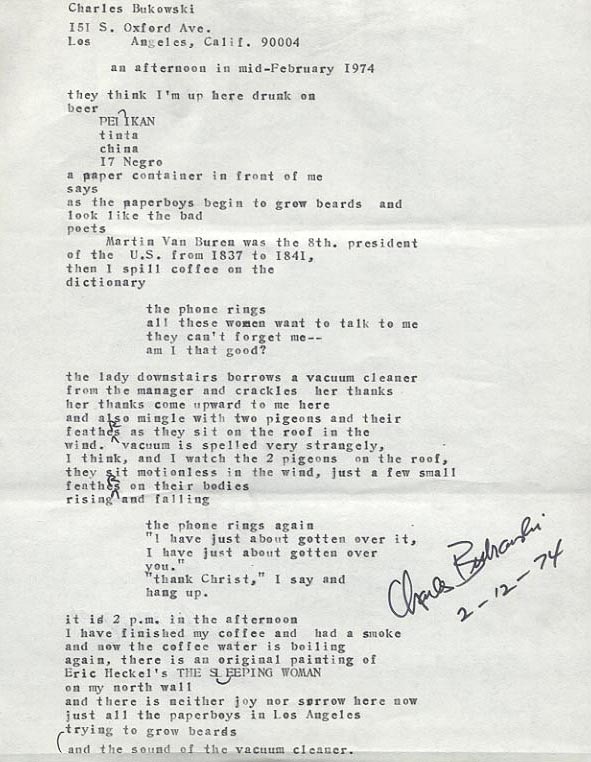 Charles Bukowski
151 S. Oxford Ave.
Los Angeles, Calif. 90004
an afternoon in mid-February 1974
they think I'm up here drunk on
beer
PELIKAN
tinta
china
17 Negro
a paper container in front of me
says
as the paperboys begin to grow beards and
look like the bad
poets
Martin Van Buren was the 8th. president
of the U.S. from 1837 to 1841,
then I spill coffee on the
dictionary
the phone rings
all these women want to talk to me
they can't forget me--
am I that good?
the lady downstairs borrows a vacuum cleaner
from the manager and crackles her thanks
her thanks come upward to me here
and also mingle with two pigeons and their
feathers as they sit on the roof in the
wind. vacuum is spelled very strangely,
I think, and I watch the 2 pigeons on the roof,
they sit motionless in the wind, just a few small
feathers on their bodies
rising and falling
the phone rings again
"I have just about gotten over it,
I have just about gotten over
you."
"thank Christ," I say and
hang up.
Charles Bukowski
2-12-74
it is 2 p.m. in the afternoon
I have finished my coffee and had a smoke
and now the coffee water is boiling
again, there is an original painting of
Eric Heckel's THE SLEEPING WOMAN
on my north wall
and there is neither joy nor sorrow here now
just all the paperboys in Los Angeles
trying to grow beards
and the sound of the vacuum cleaner.